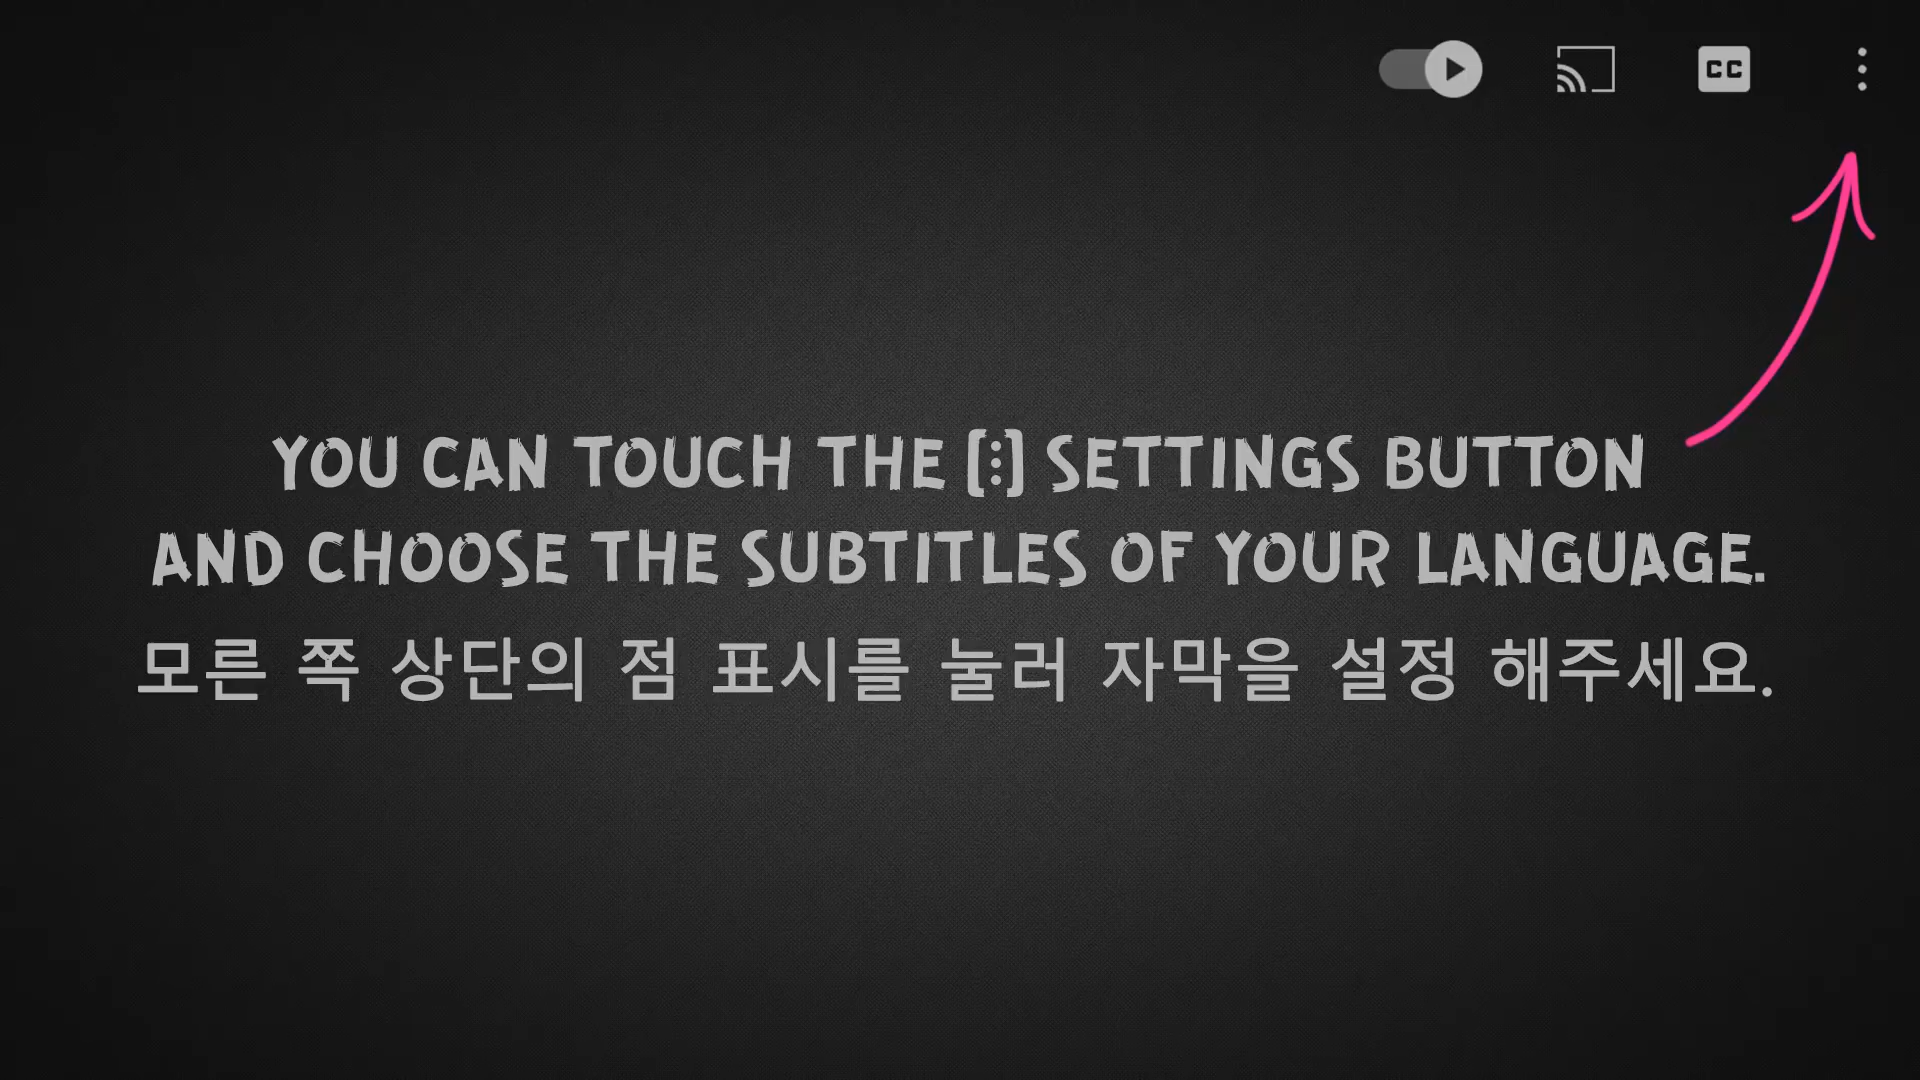 CC
YOU CAN TOUCH THE [⋮] SETTINGS BUTTON
AND CHOOSE THE SUBTITLES OF YOUR LANGUAGE.
모른 쪽 상단의 점 표시를 눌러 자막을 설정 해주세요.